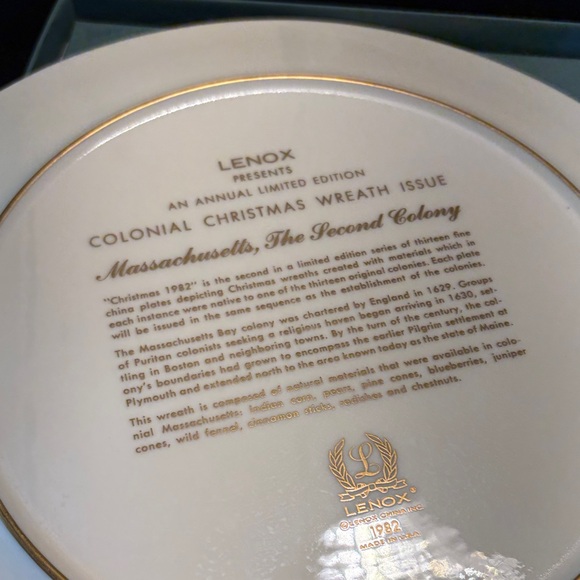 LENOX
PRESENTS
AN ANNUAL LIMITED EDITION
COLONIAL CHRISTMAS WREATH ISSUE
Massachusetts, The Second Colony
"Christmas 1982" is the second in a limited edition series of thirteen fine
china plates depicting Christmas wreaths created with materials which in
each instance were native to one of the thirteen original colonies. Each plate
will be issued in the same sequence as the establishment of the colonies.
The Massachusetts Bay colony was chartered by England in 1629. Groups
of Puritan colonists seeking a religious haven began arriving in 1630, set-
tling in Boston and neighboring towns. By the turn of the century, the col-
ony's boundaries had grown to encompass the earlier Pilgrim settlement at
Plymouth and extended north to the area known today as the state of Maine.
This wreath is composed of natural materials that were available in colo-
nial Massachusetts: Indian corn, pears, pine cones, blueberries, juniper
cones, wild fennel, cinnamon sticks, radishes and chestnuts.
L
LENOX®
© LENOX CHINA INC.
1982
MADE IN U.S.A.